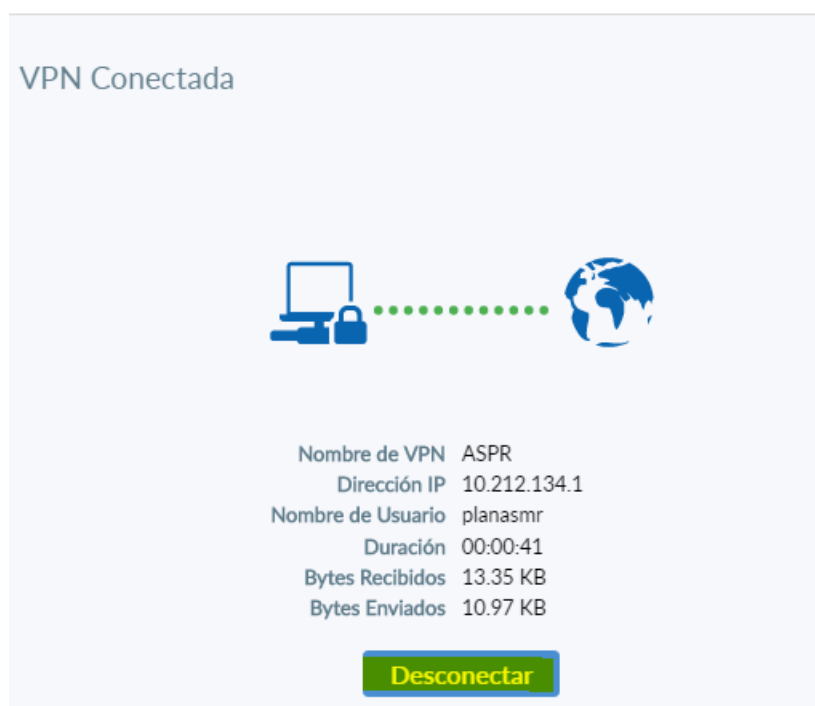 VPN Conectada
Nombre de VPN ASPR
Dirección IP 10.212.134.1
Nombre de Usuario planasmr
Duración 00:00:41
Bytes Recibidos 13.35 KB
Bytes Enviados 10.97 KB
Desconectar